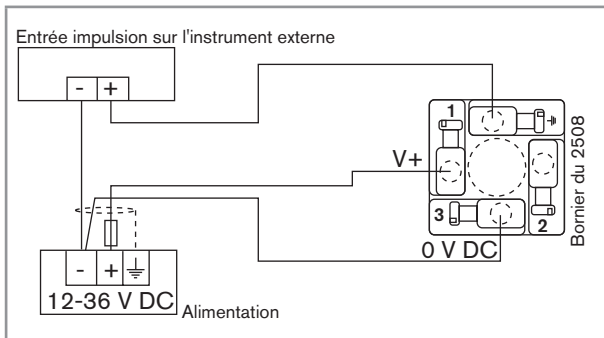 Entrée impulsion sur l'instrument externe
- +
1
V+
3
2
0 V DC
Bornier du 2508
- +
12-36 V DC
Alimentation